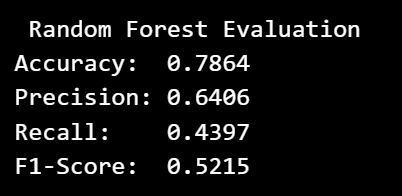 Random Forest Evaluation
Accuracy: 0.7864
Precision: 0.6406
Recall: 0.4397
F1-Score: 0.5215